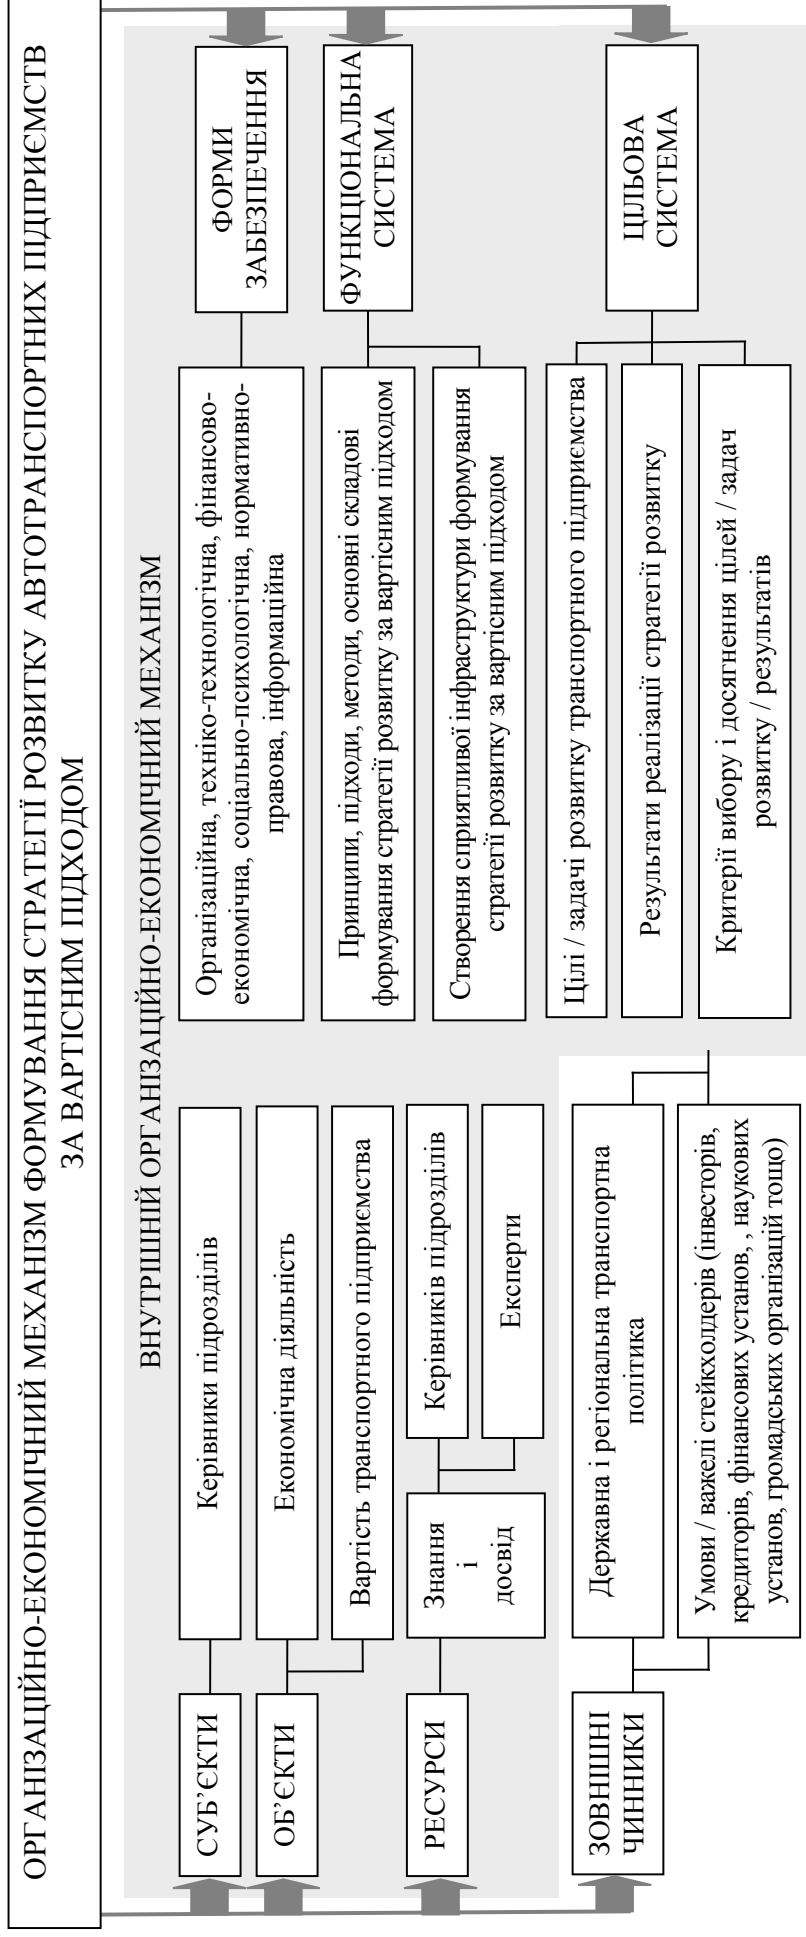 ОРГАНІЗАЦІЙНО-ЕКОНОМІЧНИЙ МЕХАНІЗМ ФОРМУВАННЯ СТРАТЕГІЇ РОЗВИТКУ АВТОТРАНСПОРТНИХ ПІДПРИЄМСТВ
ЗА ВАРТІСНИМ ПІДХОДОМ
ВНУТРІШНІЙ ОРГАНІЗАЦІЙНО-ЕКОНОМІЧНИЙ МЕХАНІЗМ
СУБ’ЄКТИ
Керівники підрозділів
ОБ’ЄКТИ
Економічна діяльність
Вартість транспортного підприємства
РЕСУРСИ
Знання
і
досвід
Керівників підрозділів
Експерти
ЗОВНІШНІ
ЧИННИКИ
Державна і регіональна транспортна
політика
Умови / важелі стейкхолдерів (інвесторів,
кредиторів, фінансових установ, , наукових
установ, громадських організацій тощо)
Організаційна, техніко-технологічна, фінансово-
економічна, соціально-психологічна, нормативно-
правова, інформаційна
ФОРМИ
ЗАБЕЗПЕЧЕННЯ
Принципи, підходи, методи, основні складові
формування стратегії розвитку за вартісним підходом
Створення сприятливої інфраструктури формування
стратегії розвитку за вартісним підходом
ФУНКЦІОНАЛЬНА
СИСТЕМА
Цілі / задачі розвитку транспортного підприємства
Результати реалізації стратегії розвитку
Критерії вибору і досягнення цілей / задач
розвитку / результатів
ЦІЛЬОВА
СИСТЕМА